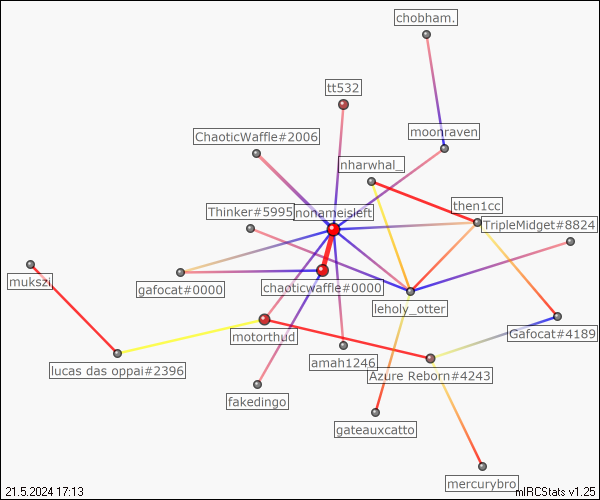 chobham.
tt532
moonraven
ChaoticWaffle#2006
nharwhal_
then1cc
Thinker#5995
nonameisleft
TripleMidget#8824
mukszi
gafocat#0000
chaoticwaffle#0000
leholy_otter
motorthud
Gafocat#4189
lucas das oppai#2396
amah1246
Azure Reborn#4243
fakedingo
gateauxcatto
mercurybro
21.5.2024 17:13
mIRCStats v1.25